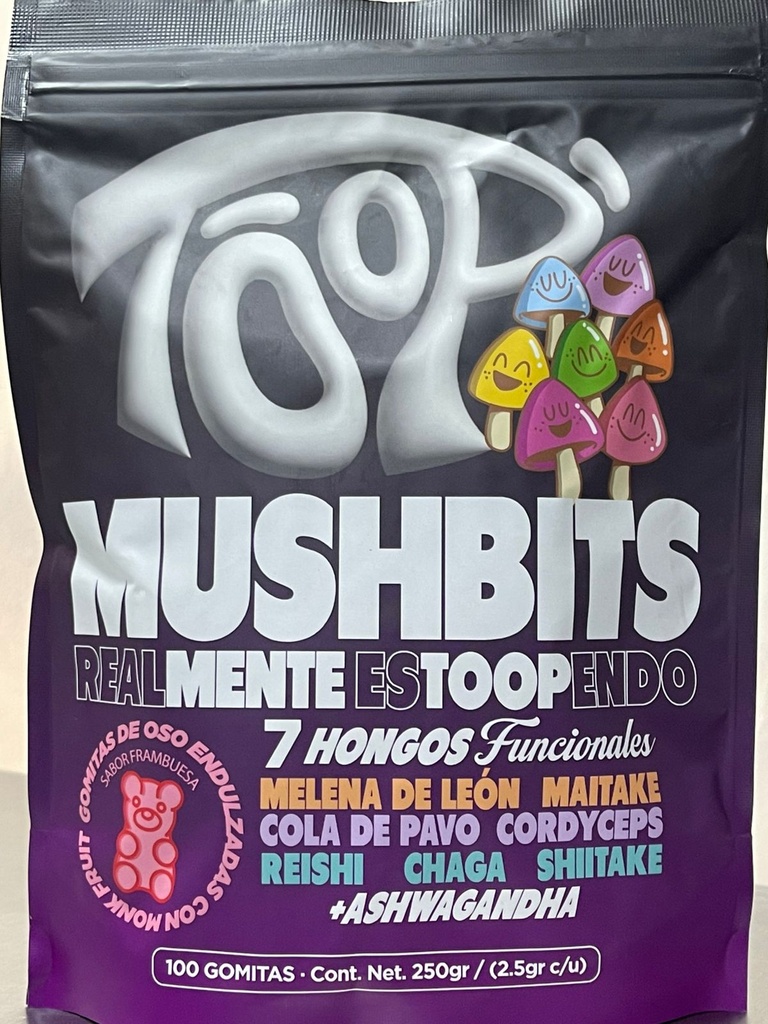 TOOP
MUSHBITS
REALMENTE ESTOOPENDO
7 HONGOS Funcionales
GOMITAS DE OSO ENDULZADAS CON MONK FRUIT
SABOR FRAMBUESA
MELENA DE LEÓN MAITAKE
COLA DE PAVO CORDYCEPS
REISHI CHAGA SHIITAKE
+ASHWAGANDHA
100 GOMITAS · Cont. Net. 250gr / (2.5gr c/u)